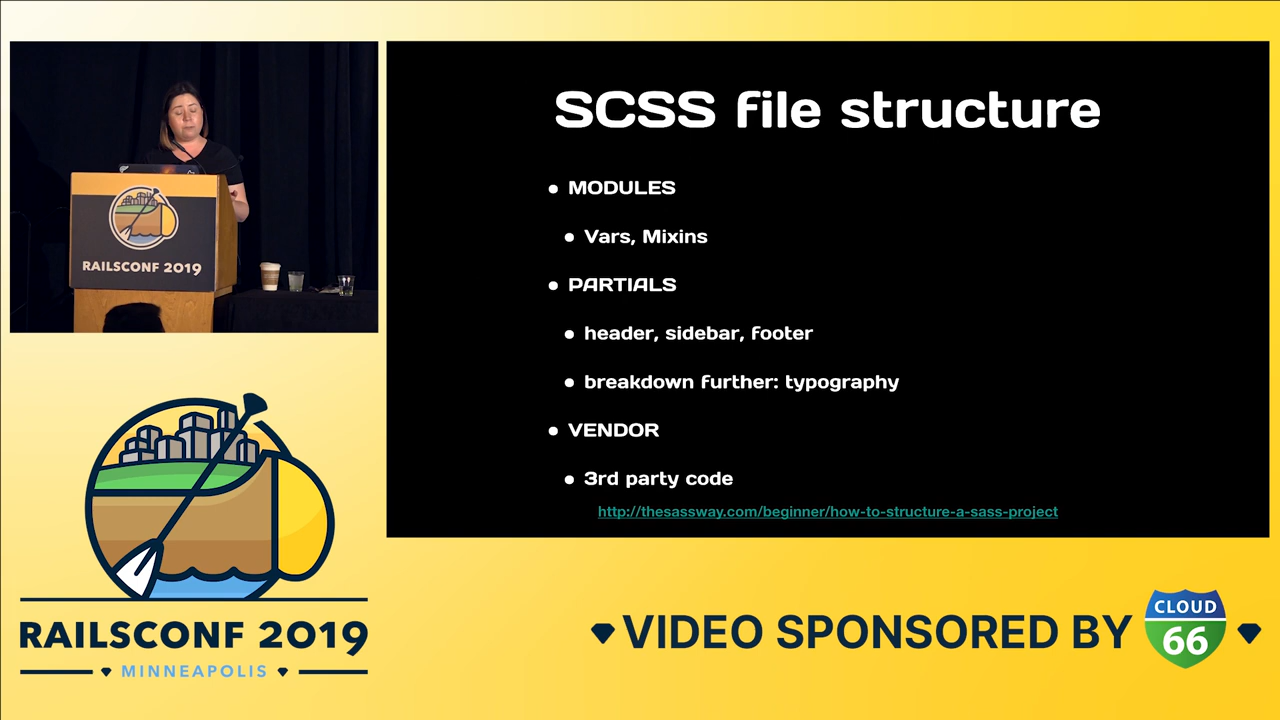 SCSS file structure
MODULES
Vars, Mixins
PARTIALS
header, sidebar, footer
breakdown further: typography
VENDOR
3rd party code
http://thesassway.com/beginner/how-to-structure-a-sass-project
RAILSCONF 2019
RAILSCONF 2019
MINNEAPOLIS
VIDEO SPONSORED BY
CLOUD
66